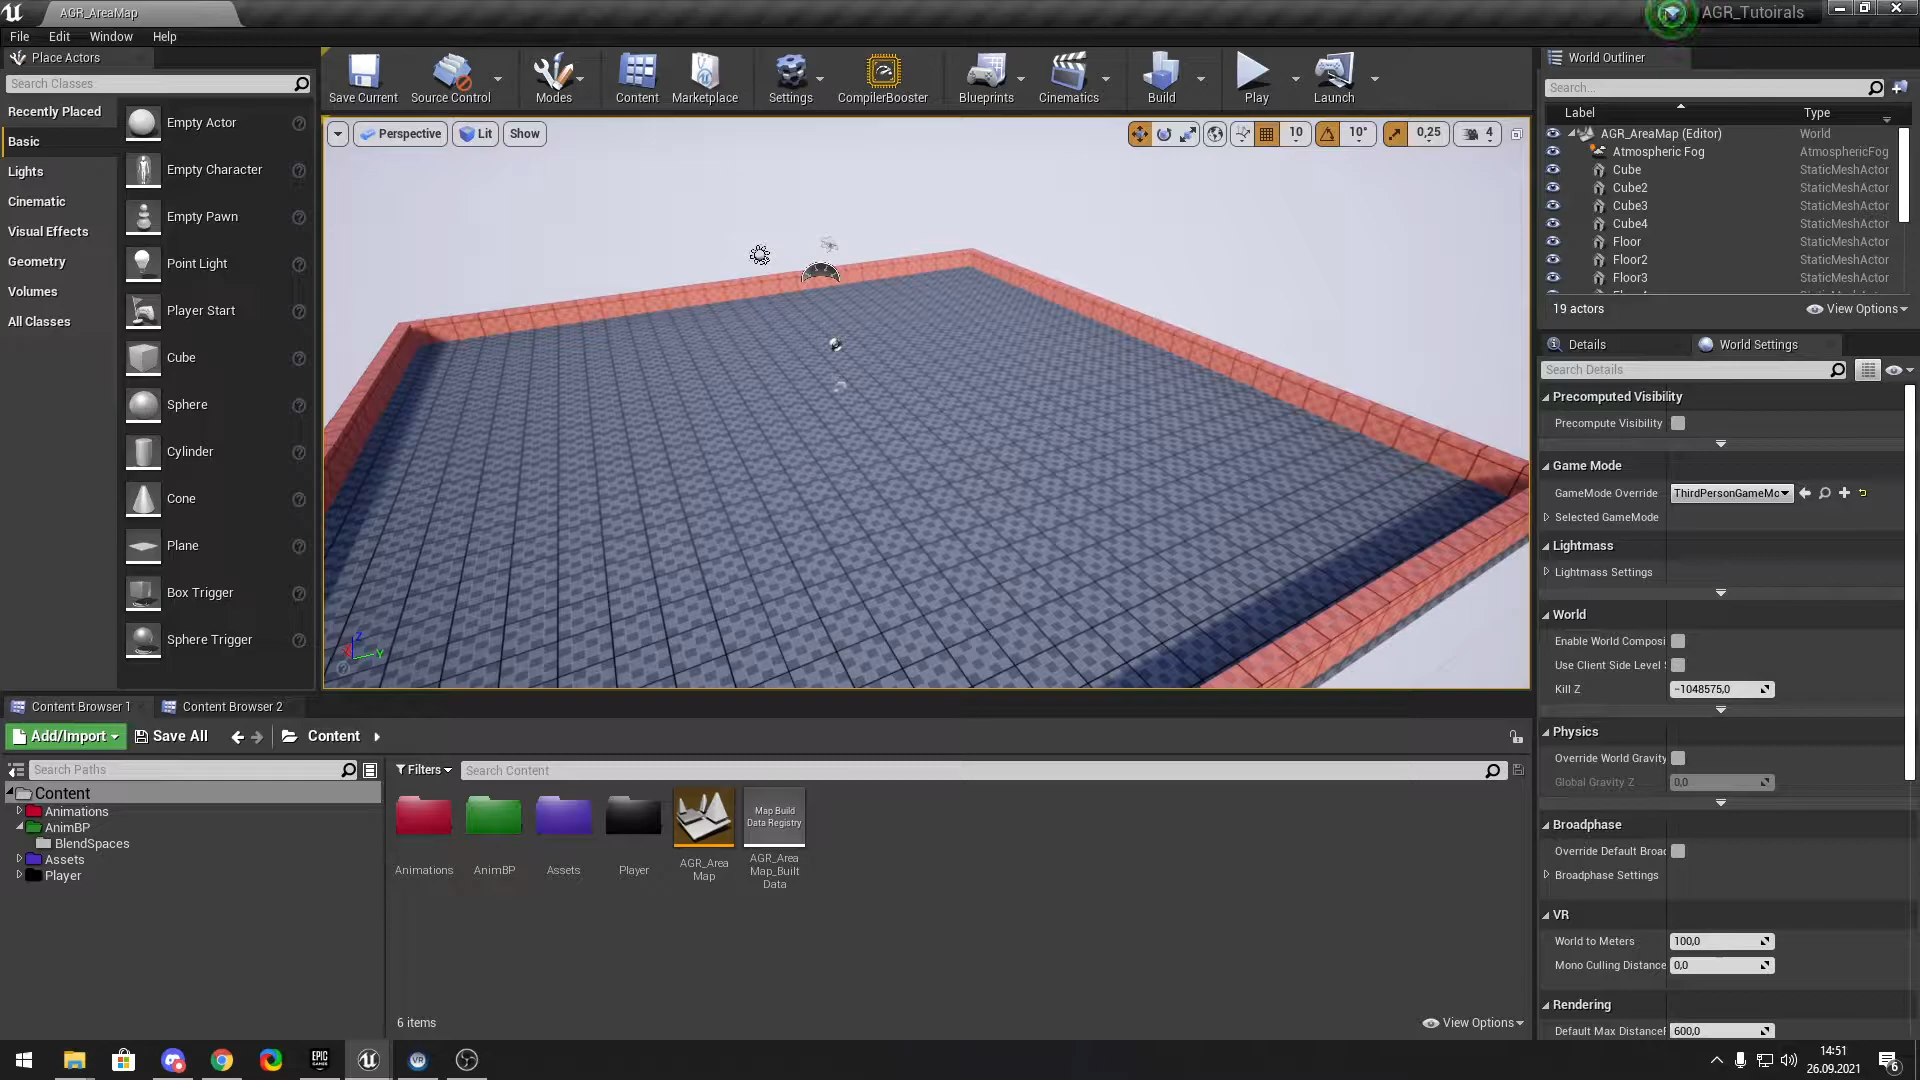 AGR_AreaMap
AGR_Tutoirals
File
Edit
Window
Help
Place Actors
Search Classes
Recently Placed
Basic
Lights
Cinematic
Visual Effects
Geometry
Volumes
All Classes
Empty Actor
Empty Character
Empty Pawn
Point Light
Player Start
Cube
Sphere
Cylinder
Cone
Plane
Box Trigger
Sphere Trigger
Save Current
Source Control
Modes
Content
Marketplace
Settings
CompilerBooster
Blueprints
Cinematics
Build
Play
Launch
Perspective
Lit
Show
10
10°
0,25
4
Z
X
Y
World Outliner
Search...
Label
Type
AGR_AreaMap (Editor)
World
Atmospheric Fog
AtmosphericFog
Cube
StaticMeshActor
Cube2
StaticMeshActor
Cube3
StaticMeshActor
Cube4
StaticMeshActor
Floor
StaticMeshActor
Floor2
StaticMeshActor
Floor3
StaticMeshActor
19 actors
View Options
Details
World Settings
Search Details
Precomputed Visibility
Precompute Visibility
Game Mode
GameMode Override
ThirdPersonGameMo
Selected GameMode
Lightmass
Lightmass Settings
World
Enable World Composi
Use Client Side Level
Kill Z
-1048575,0
Physics
Override World Gravity
Global Gravity Z
0,0
Broadphase
Override Default Broad
Broadphase Settings
VR
World to Meters
100,0
Mono Culling Distance
0,0
Rendering
Default Max DistanceF
600,0
Content Browser 1
Content Browser 2
Add/Import
Save All
Content
Search Paths
Filters
Search Content
Content
Animations
AnimBP
BlendSpaces
Assets
Player
Animations
AnimBP
Assets
Player
AGR_Area
Map
Map Build
Data Registry
AGR_Area
Map_Built
Data
6 items
View Options
EPIC
GAMES
VR
14:51
26.09.2021
6